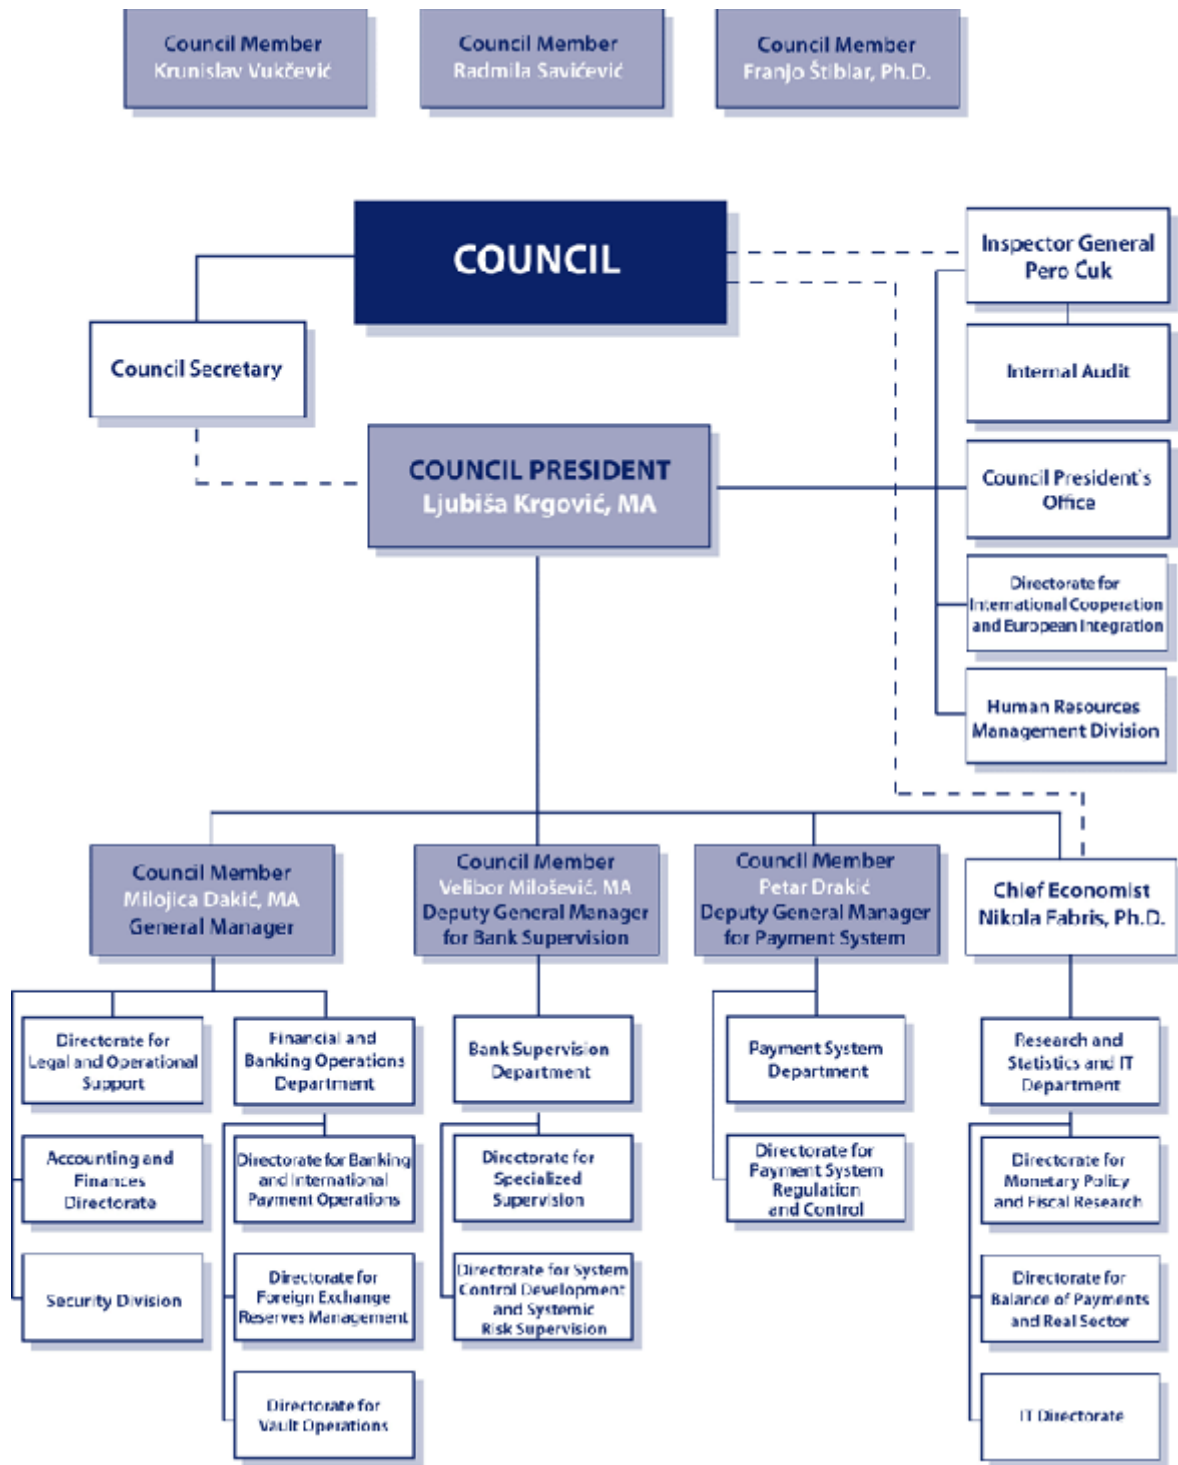 Council Member
Krunislav Vukčević
Council Member
Radmila Savićević
Council Member
Franjo Štiblar, Ph.D.
COUNCIL
Inspector General
Pero Ćuk
Council Secretary
Internal Audit
COUNCIL PRESIDENT
Ljubiša Krgović, MA
Council President`s
Office
Directorate for
International Cooperation
and European Integration
Human Resources
Management Division
Council Member
Milojica Dakić, MA
General Manager
Council Member
Velibor Milošević, MA
Deputy General Manager
for Bank Supervision
Council Member
Petar Drakić
Deputy General Manager
for Payment System
Chief Economist
Nikola Fabris, Ph.D.
Directorate for
Legal and Operational
Support
Financial and
Banking Operations
Department
Bank Supervision
Department
Payment System
Department
Research and
Statistics and IT
Department
Accounting and
Finances
Directorate
Directorate for Banking
and International
Payment Operations
Directorate for
Specialized
Supervision
Directorate for
Payment System
Regulation
and Control
Directorate for
Monetary Policy
and Fiscal Research
Security Division
Directorate for
Foreign Exchange
Reserves Management
Directorate for System
Control Development
and Systemic
Risk Supervision
Directorate for
Balance of Payments
and Real Sector
Directorate for
Vault Operations
IT Directorate